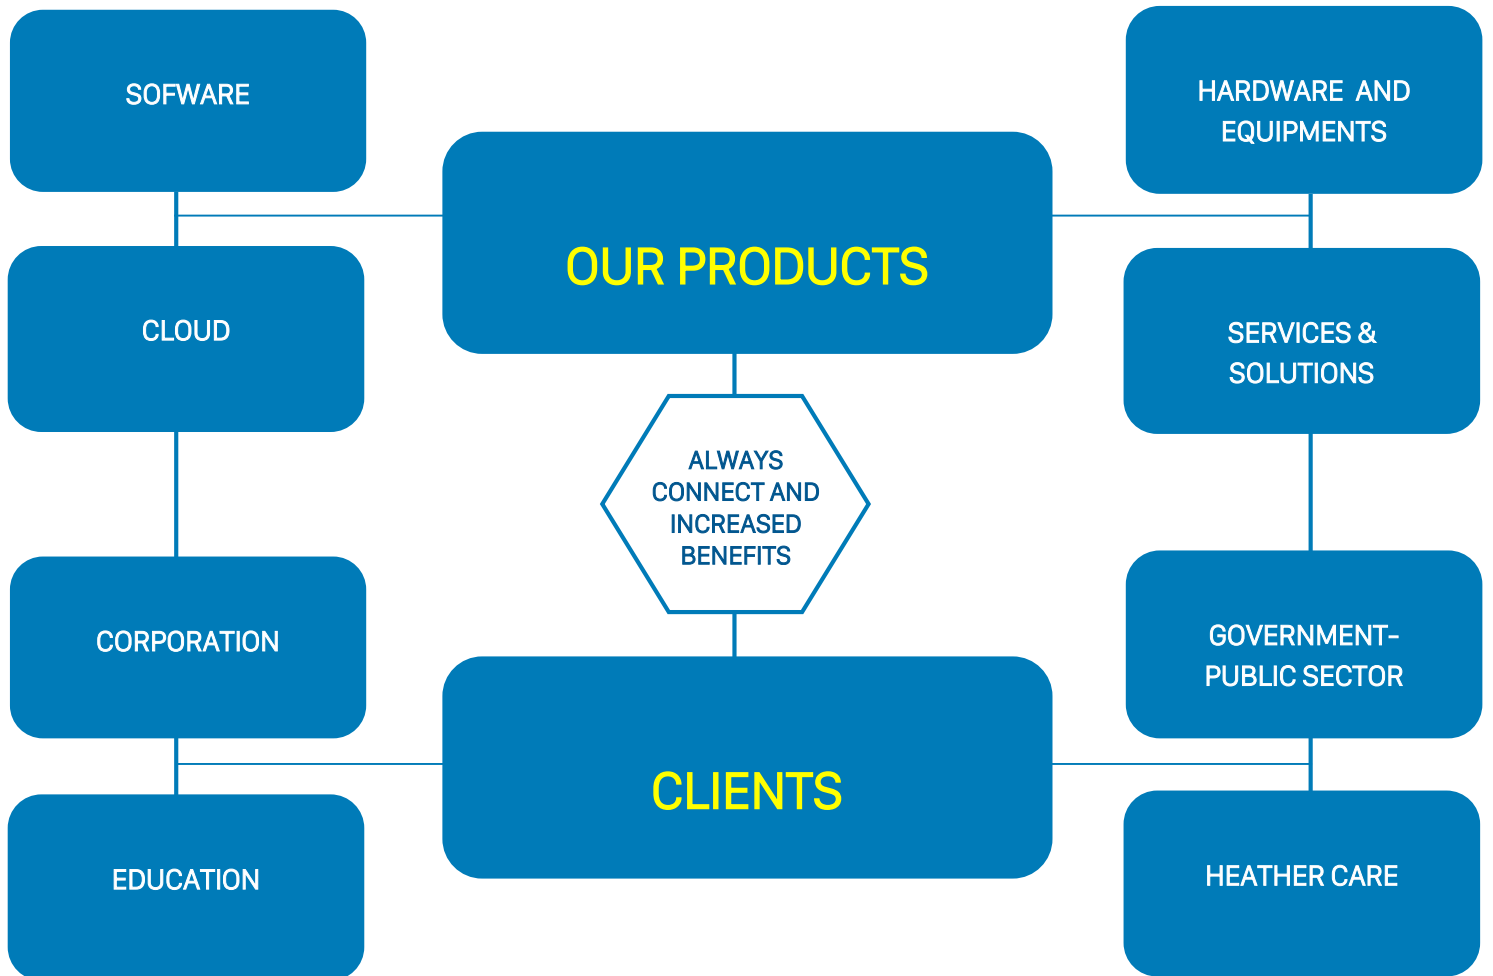 SOFWARE
HARDWARE AND
EQUIPMENTS
OUR PRODUCTS
CLOUD
SERVICES &
SOLUTIONS
ALWAYS
CONNECT AND
INCREASED
BENEFITS
CORPORATION
GOVERNMENT-
PUBLIC SECTOR
CLIENTS
EDUCATION
HEATHER CARE